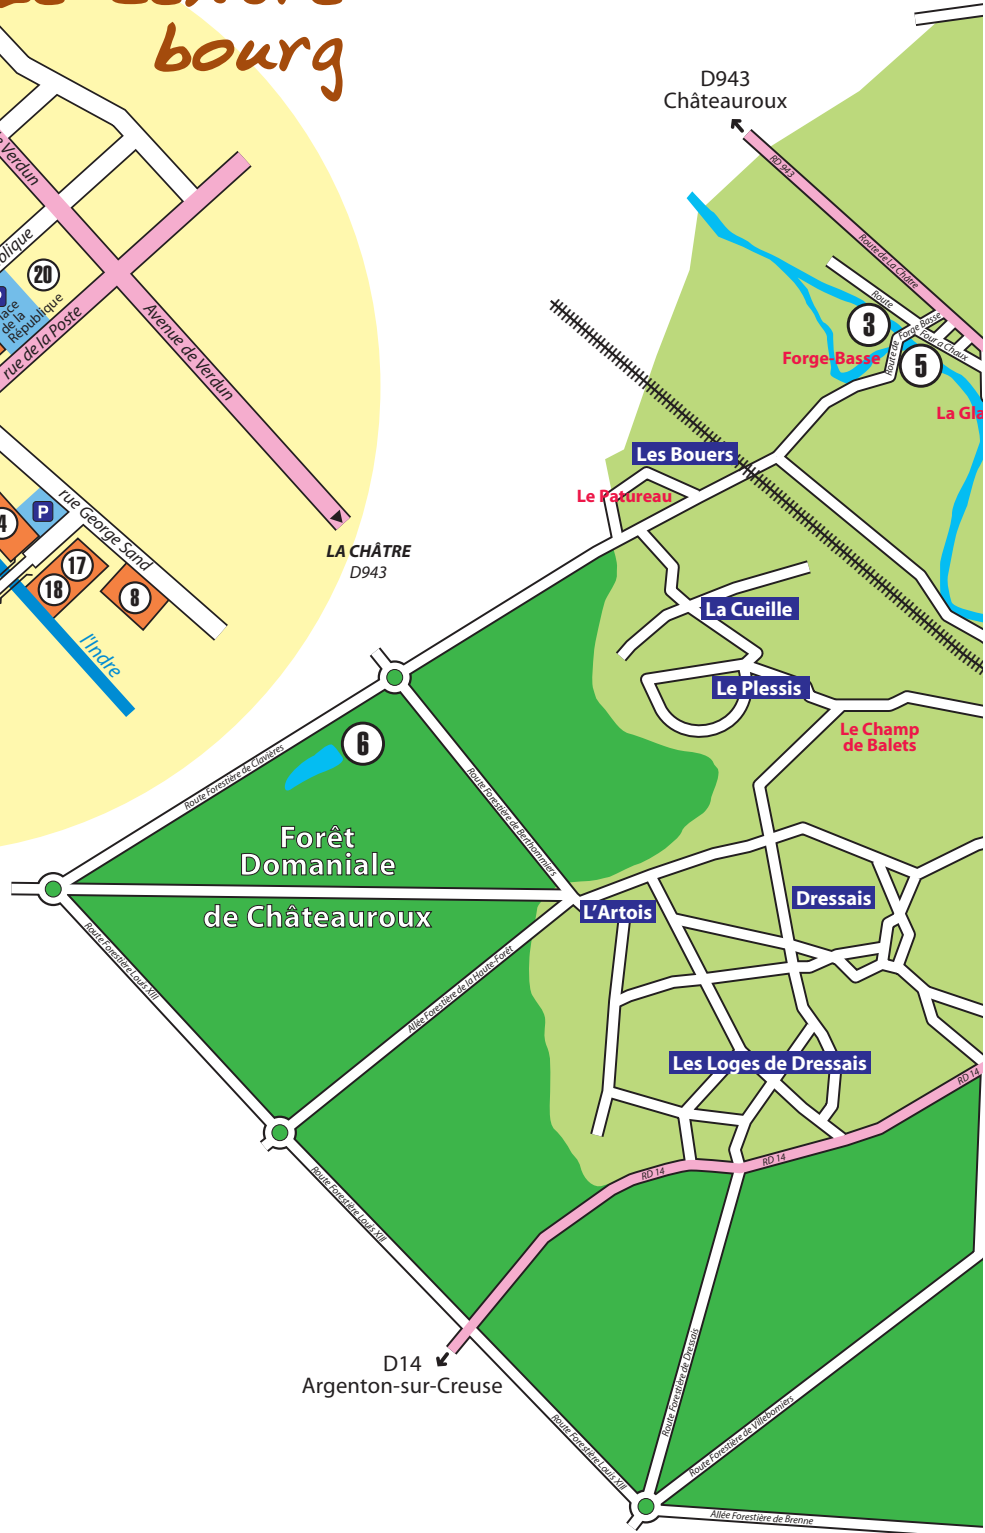 bourg
Verdun
20
de la
République
rue de la Poste
Avenue de Verdun
P
rue George Sand
4
17
18
8
l'Indre
LA CHÂTRE
D943
D943
Châteauroux
RD 943
Route de La Châtre
Route
Forge Basse
Four a Chaux
Route de
3
5
Forge-Basse
Les Bouers
Le Patureau
La Cueille
Le Plessis
Le Champ
de Balets
6
Route Forestière de Clavières
Route Forestière de Berthommiers
Forêt
Domaniale
de Châteauroux
L'Artois
Dressais
Route Forestière Louis XIII
Allée Forestière de la Haute-Forêt
Les Loges de Dressais
RD 14
RD 14
RD 14
Route Forestière Louis XIII
D14
Argenton-sur-Creuse
Route Forestière de Dressais
Route Forestière de Villebomiers
Route Forestière Louis XIII
Allée Forestière de Brenne